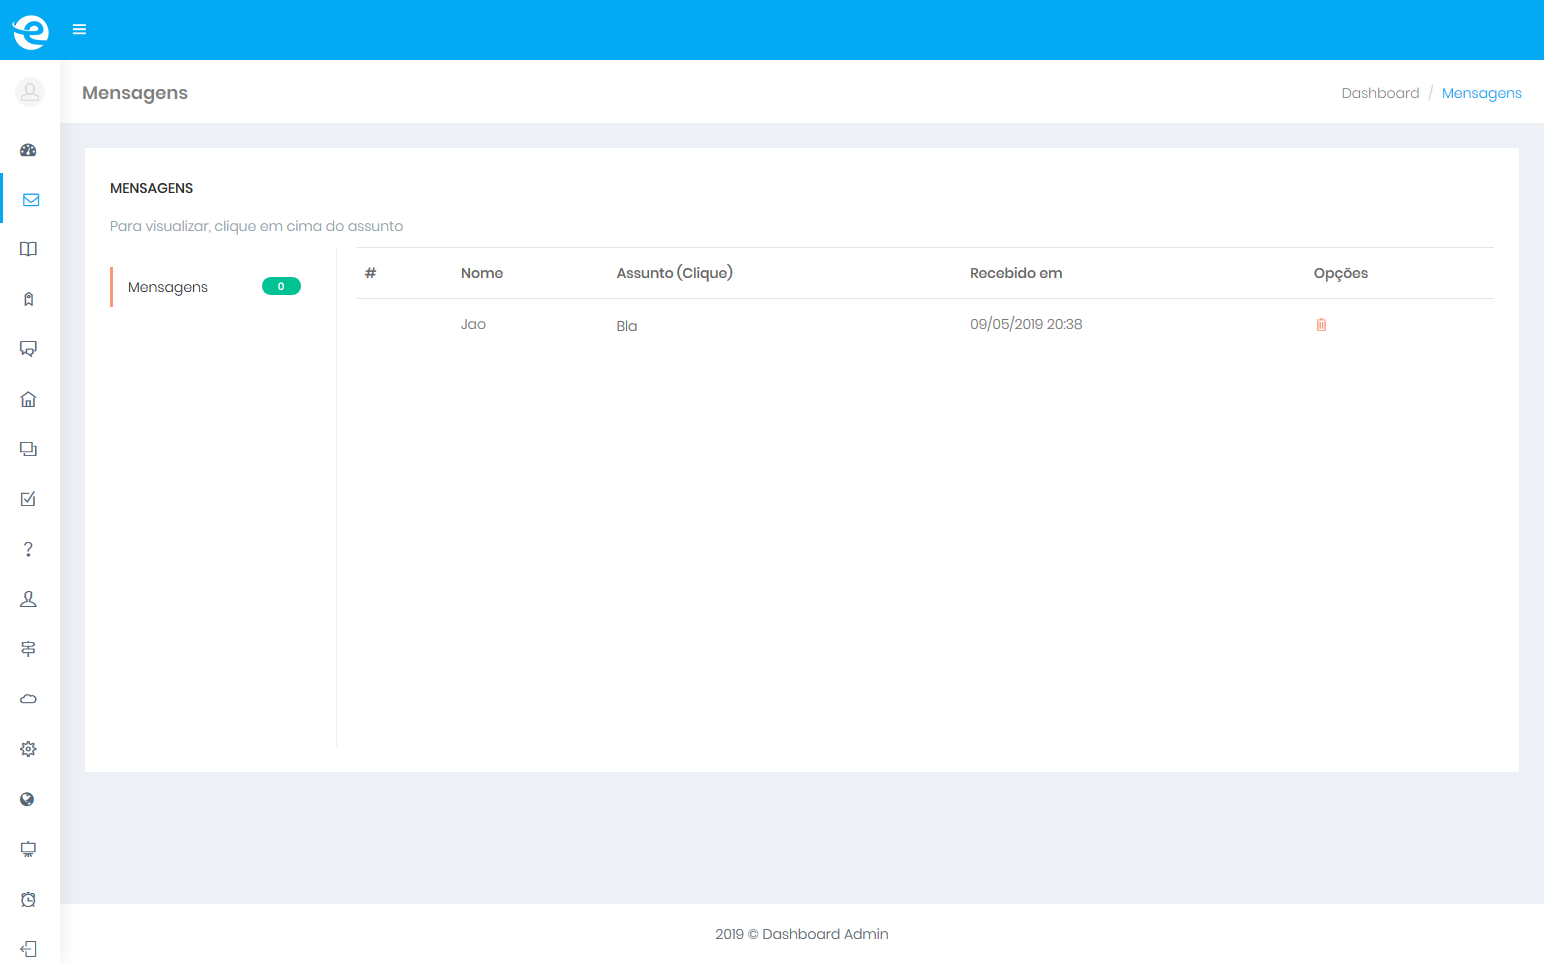 Mensagens
Dashboard / Mensagens
MENSAGENS
Para visualizar, clique em cima do assunto
Mensagens 0
# Nome Assunto (Clique) Recebido em Opções
Jao Bla 09/05/2019 20:38
2019 © Dashboard Admin